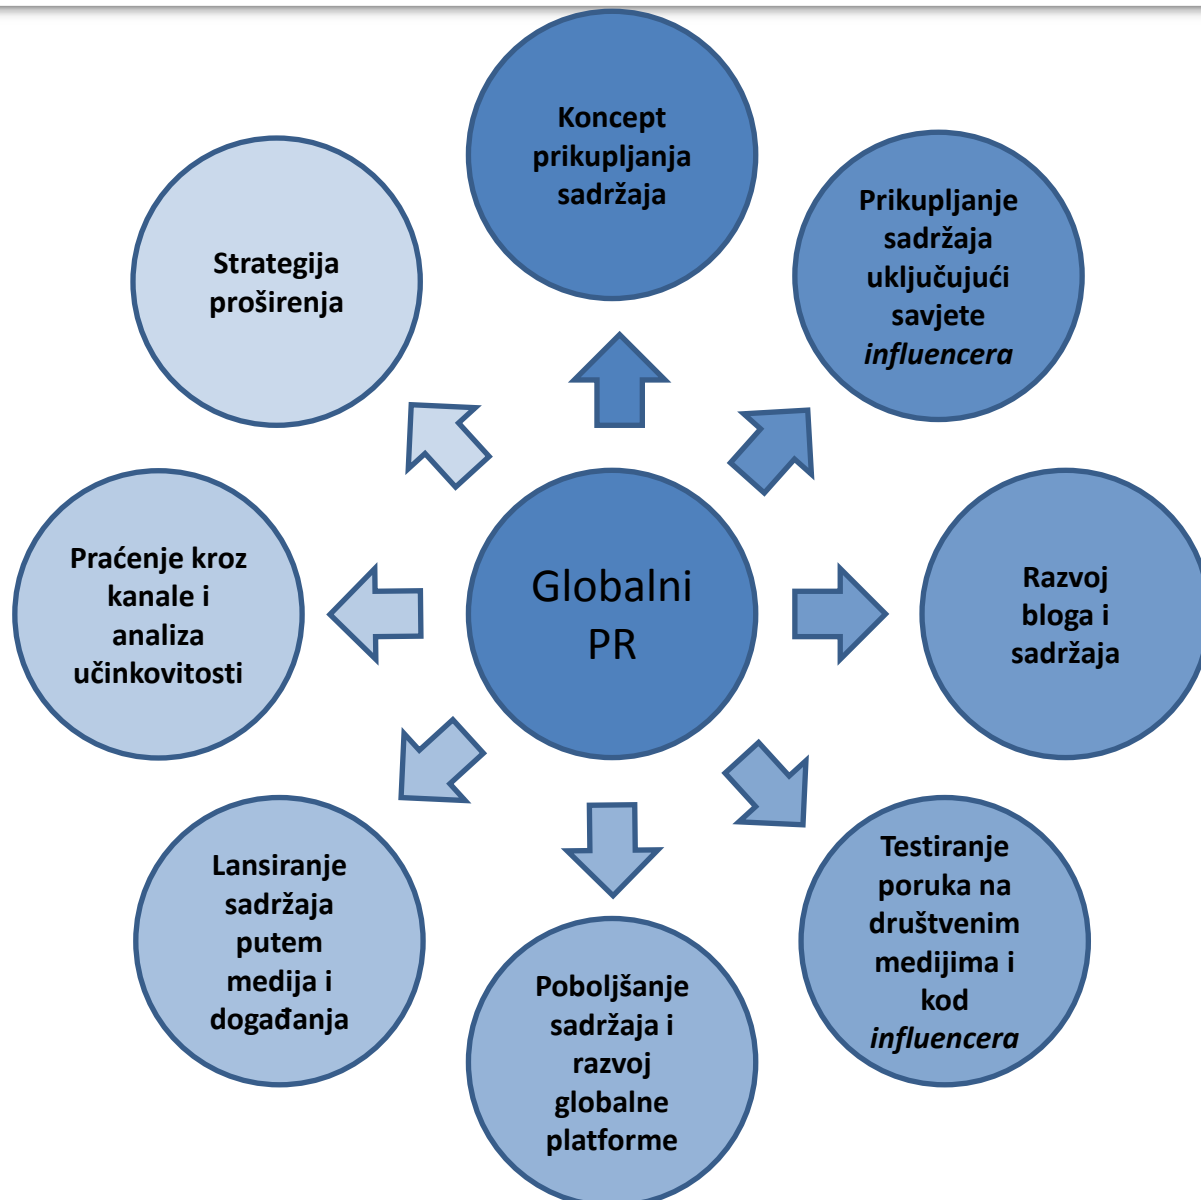 Koncept
prikupljanja
sadržaja
Prikupljanje
sadržaja
uključujući
savjete
influencera
Razvoj
bloga i
sadržaja
Testiranje
poruka na
društvenim
medijima i
kod
influencera
Poboljšanje
sadržaja i
razvoj
globalne
platforme
Lansiranje
sadržaja
putem
medija i
događanja
Praćenje kroz
kanale i
analiza
učinkovitosti
Strategija
proširenja
Globalni
PR